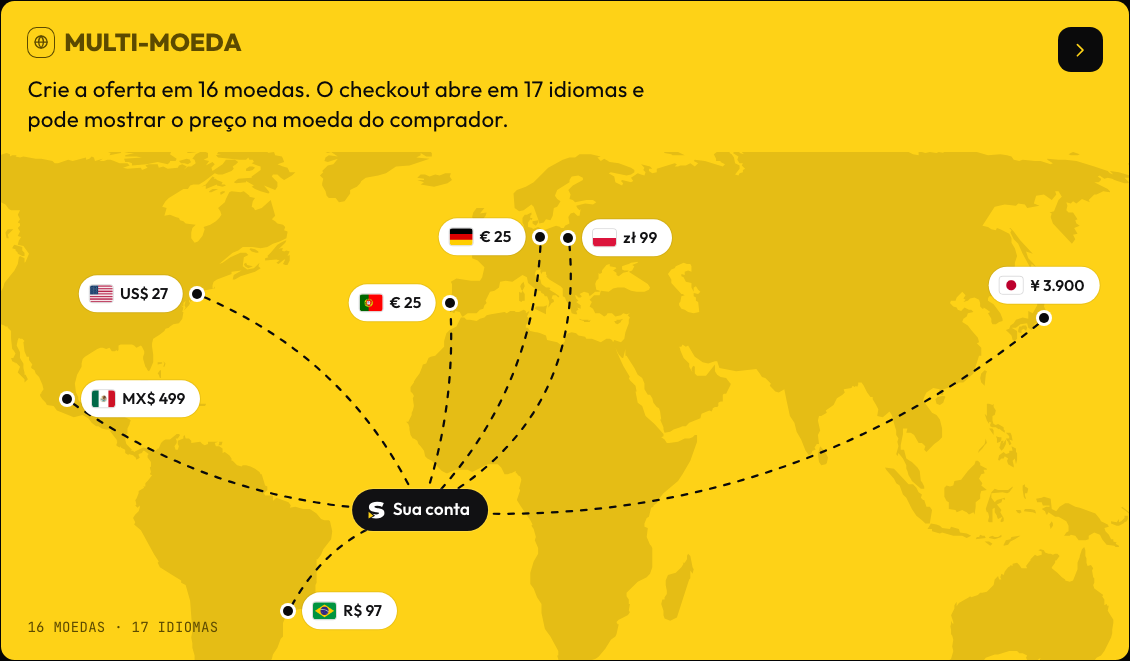 MULTI-MOEDA
Crie a oferta em 16 moedas. O checkout abre em 17 idiomas e
pode mostrar o preço na moeda do comprador.
€ 25
zł 99
US$ 27
€ 25
¥ 3.900
MX$ 499
S Sua conta
R$ 97
16 MOEDAS · 17 IDIOMAS